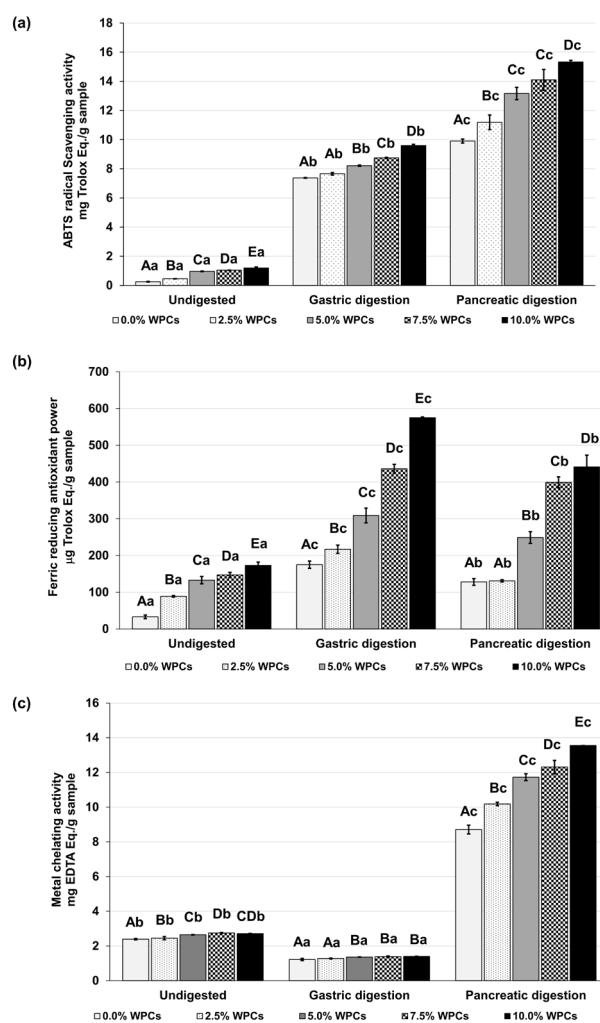 (a)
ABTS radical Scavenging activity
mg Trolox Eq./g sample
18
16
14
12
10
8
6
4
2
0
Aa Ba Ca Da Ea
Ab Ab Bb Cb Db
Ac Bc Cc Cc Dc
Undigested Gastric digestion Pancreatic digestion
0.0% WPCs 2.5% WPCs 5.0% WPCs 7.5% WPCs 10.0% WPCs
(b)
Ferric reducing antioxidant power
µg Trolox Eq./g sample
700
600
500
400
300
200
100
0
Aa Ba Ca Da Ea
Ac Bc Cc Dc Ec
Ab Ab Bb Cb Db
Undigested Gastric digestion Pancreatic digestion
0.0% WPCs 2.5% WPCs 5.0% WPCs 7.5% WPCs 10.0% WPCs
(c)
Metal chelating activity
mg EDTA Eq./g sample
16
14
12
10
8
6
4
2
0
Ab Bb Cb Db CDb
Aa Aa Ba Ba Ba
Ac Bc Cc Dc Ec
Undigested Gastric digestion Pancreatic digestion
0.0% WPCs 2.5% WPCs 5.0% WPCs 7.5% WPCs 10.0% WPCs